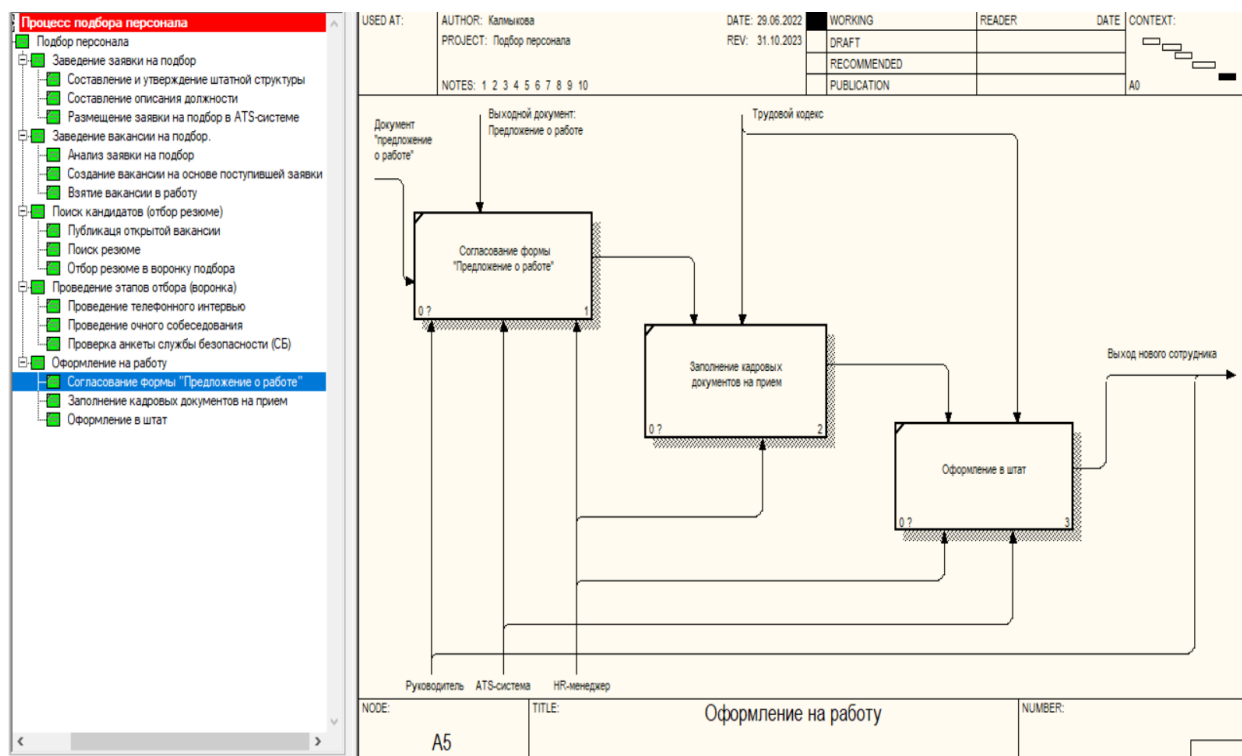 Процесс подбора персонала
Подбор персонала
Заведение заявки на подбор
Составление и утверждение штатной структуры
Составление описания должности
Размещение заявки на подбор в ATS-системе
Заведение вакансии на подбор.
Анализ заявки на подбор
Создание вакансии на основе поступившей заявки
Взятие вакансии в работу
Поиск кандидатов (отбор резюме)
Публикаця открытой вакансии
Поиск резюме
Отбор резюме в воронку подбора
Проведение этапов отбора (воронка)
Проведение телефонного интервью
Проведение очного собеседования
Проверка анкеты службы безопасности (СБ)
Оформление на работу
Согласование формы "Предложение о работе"
Заполнение кадровых документов на прием
Оформление в штат
USED AT:
AUTHOR: Калмыкова
DATE: 29.06.2022
PROJECT: Подбор персонала
REV: 31.10.2023
NOTES: 1 2 3 4 5 6 7 8 9 10
WORKING
DRAFT
RECOMMENDED
PUBLICATION
READER
DATE
CONTEXT:
A0
Документ
"предложение
о работе"
Выходной документ:
Предложение о работе
Трудовой кодекс
Согласование формы
"Предложение о работе"
0 ?
1
Заполнение кадровых
документов на прием
0 ?
2
Оформление в штат
0 ?
3
Выход нового сотрудника
Руководитель
ATS-система
HR-менеджер
NODE:
A5
TITLE:
Оформление на работу
NUMBER: